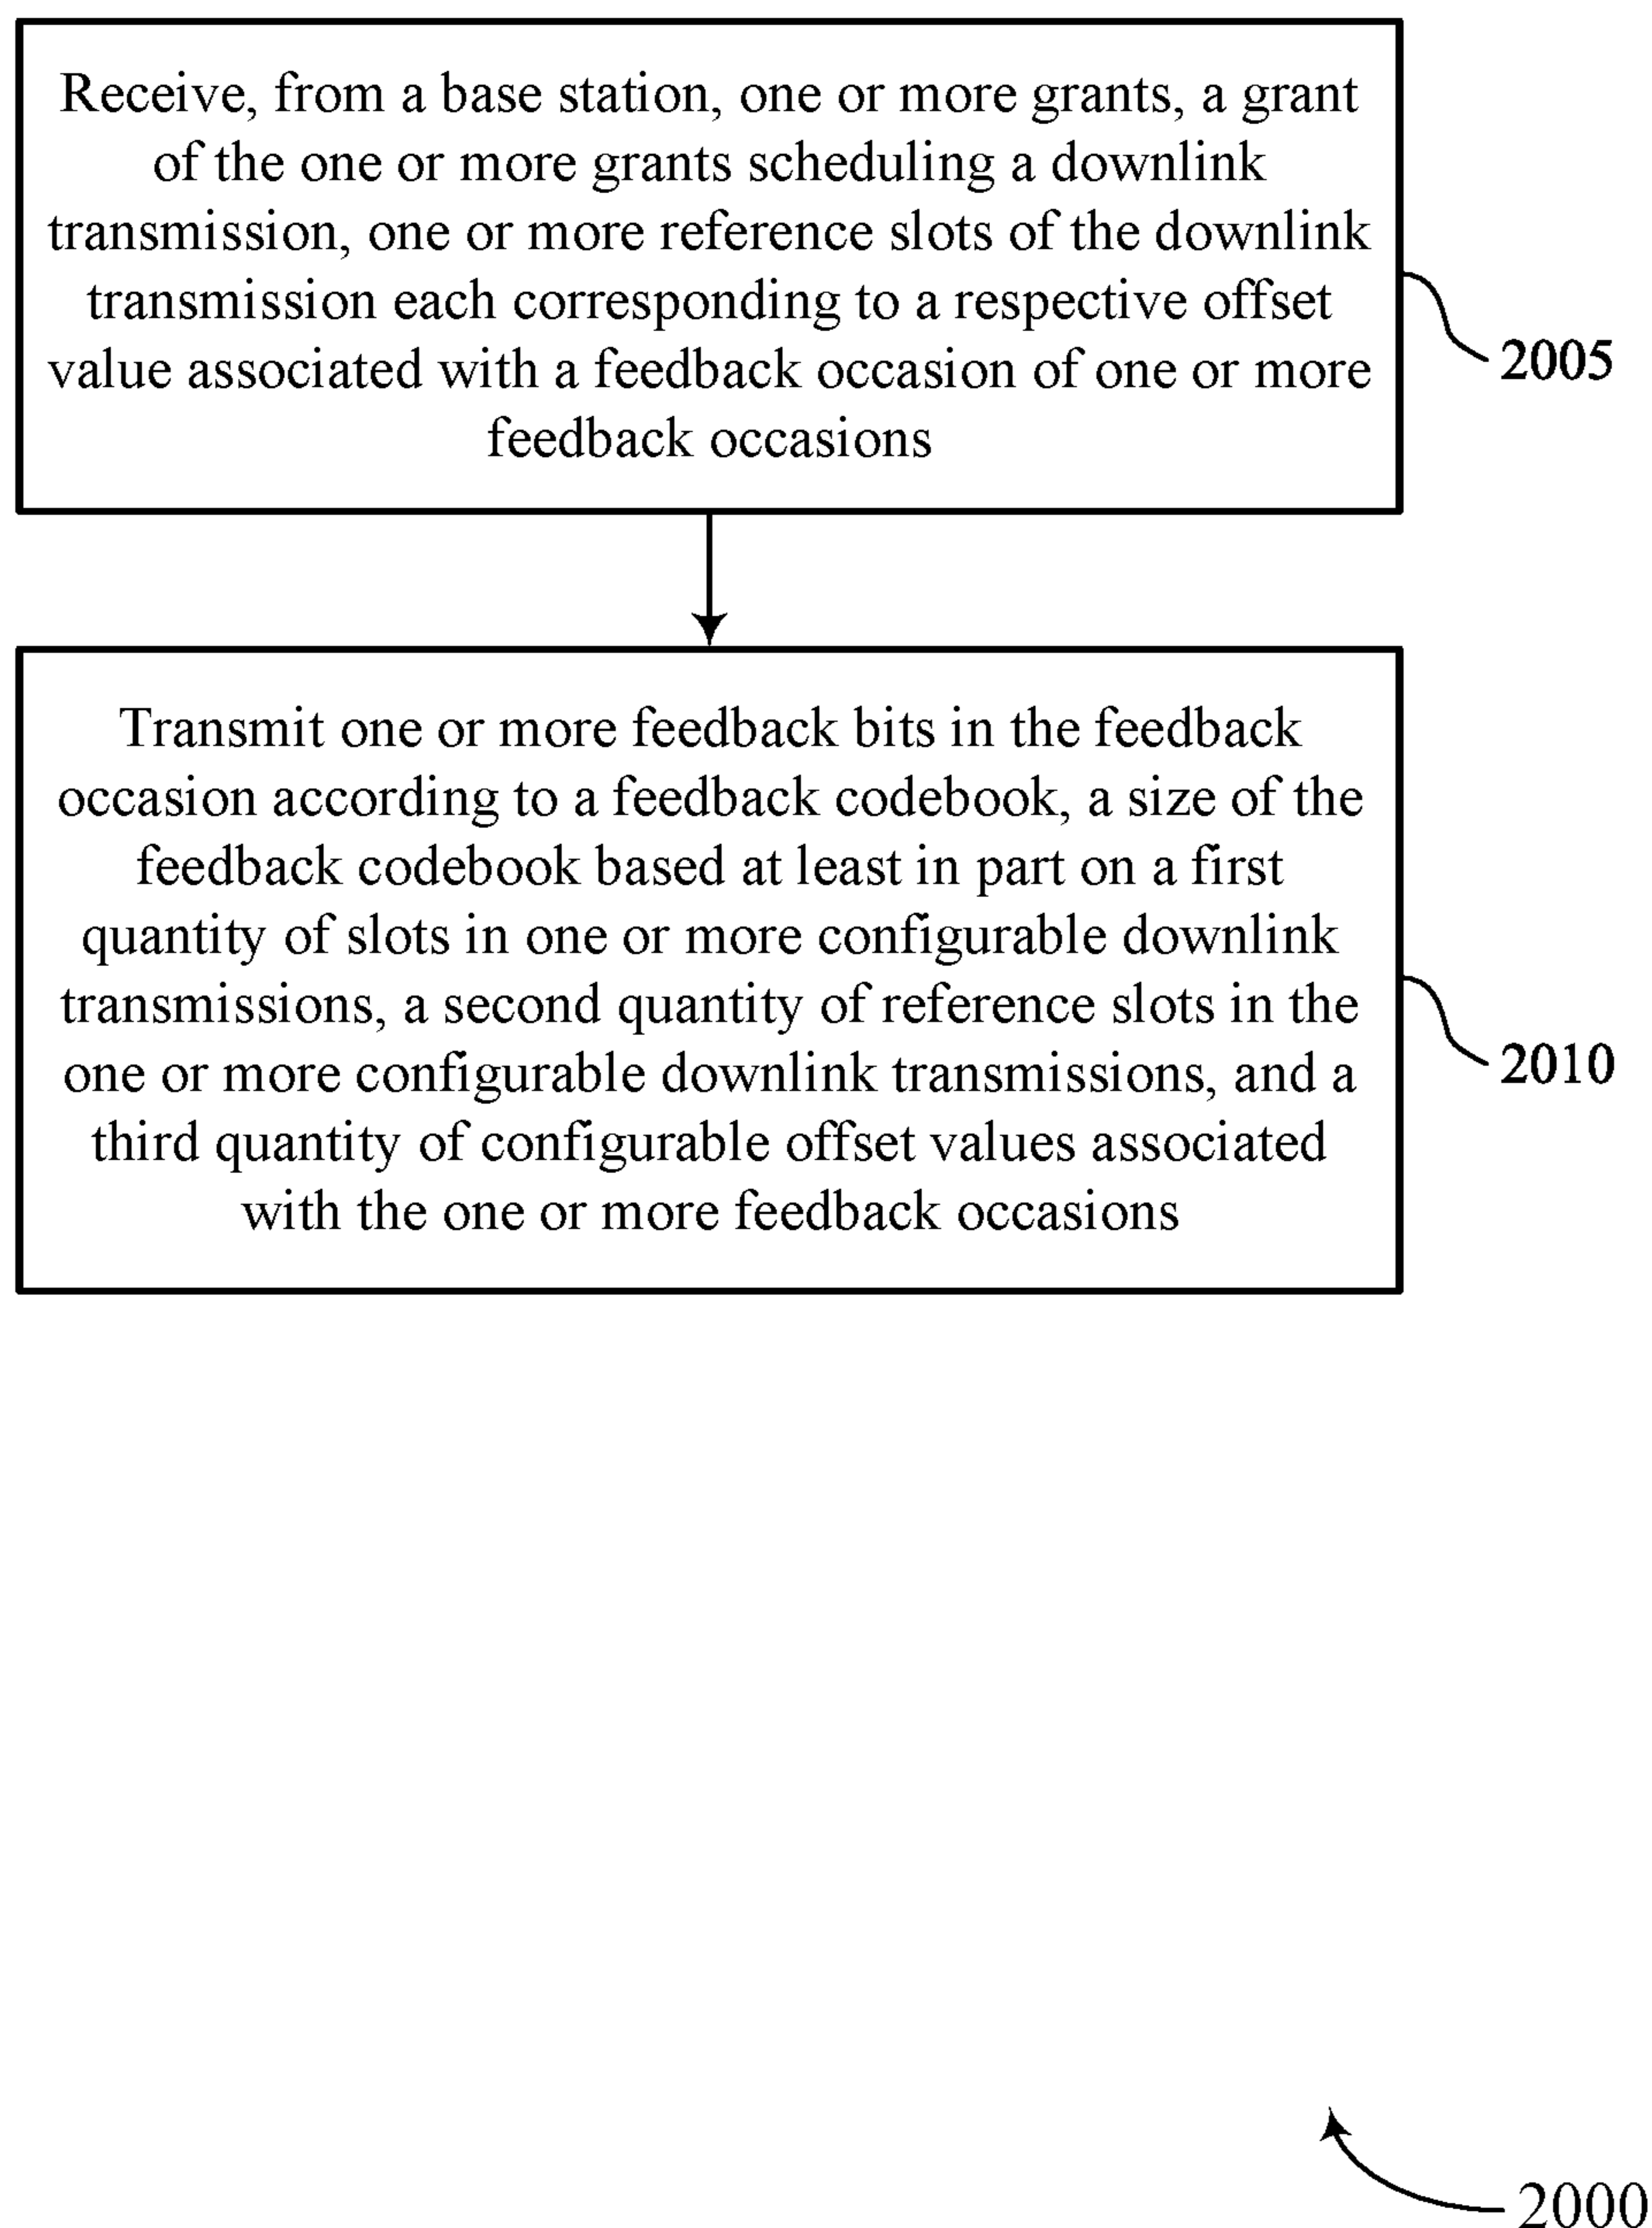 Receive, from a base station, one or more grants, a grant
of the one or more grants scheduling a downlink
transmission, one or more reference slots of the downlink
transmission each corresponding to a respective offset
value associated with a feedback occasion of one or more
feedback occasions
2005
Transmit one or more feedback bits in the feedback
occasion according to a feedback codebook, a size of the
feedback codebook based at least in part on a first
quantity of slots in one or more configurable downlink
transmissions, a second quantity of reference slots in the
one or more configurable downlink transmissions, and a
third quantity of configurable offset values associated
with the one or more feedback occasions
2010
2000